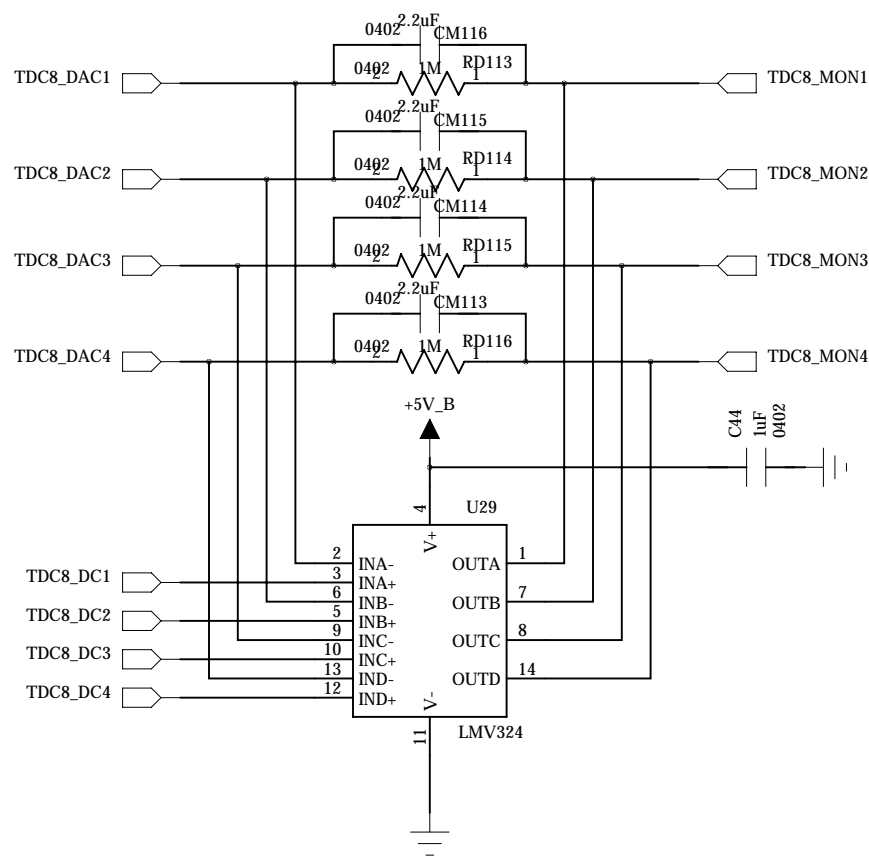 2.2uF
0402
CM116
TDC8_DAC1
0402
2
1M
RD113
1
TDC8_MON1
2.2uF
0402
CM115
TDC8_DAC2
0402
2
1M
RD114
1
TDC8_MON2
2.2uF
0402
CM114
TDC8_DAC3
0402
2
1M
RD115
1
TDC8_MON3
2.2uF
0402
CM113
TDC8_DAC4
0402
2
1M
RD116
1
TDC8_MON4
+5V_B
C44
1uF
0402
4
U29
V+
2
INA-
OUTA
1
TDC8_DC1
3
INA+
6
INB-
OUTB
7
TDC8_DC2
5
INB+
9
INC-
OUTC
8
TDC8_DC3
10
INC+
13
IND-
OUTD
14
TDC8_DC4
12
IND+
V-
11
LMV324